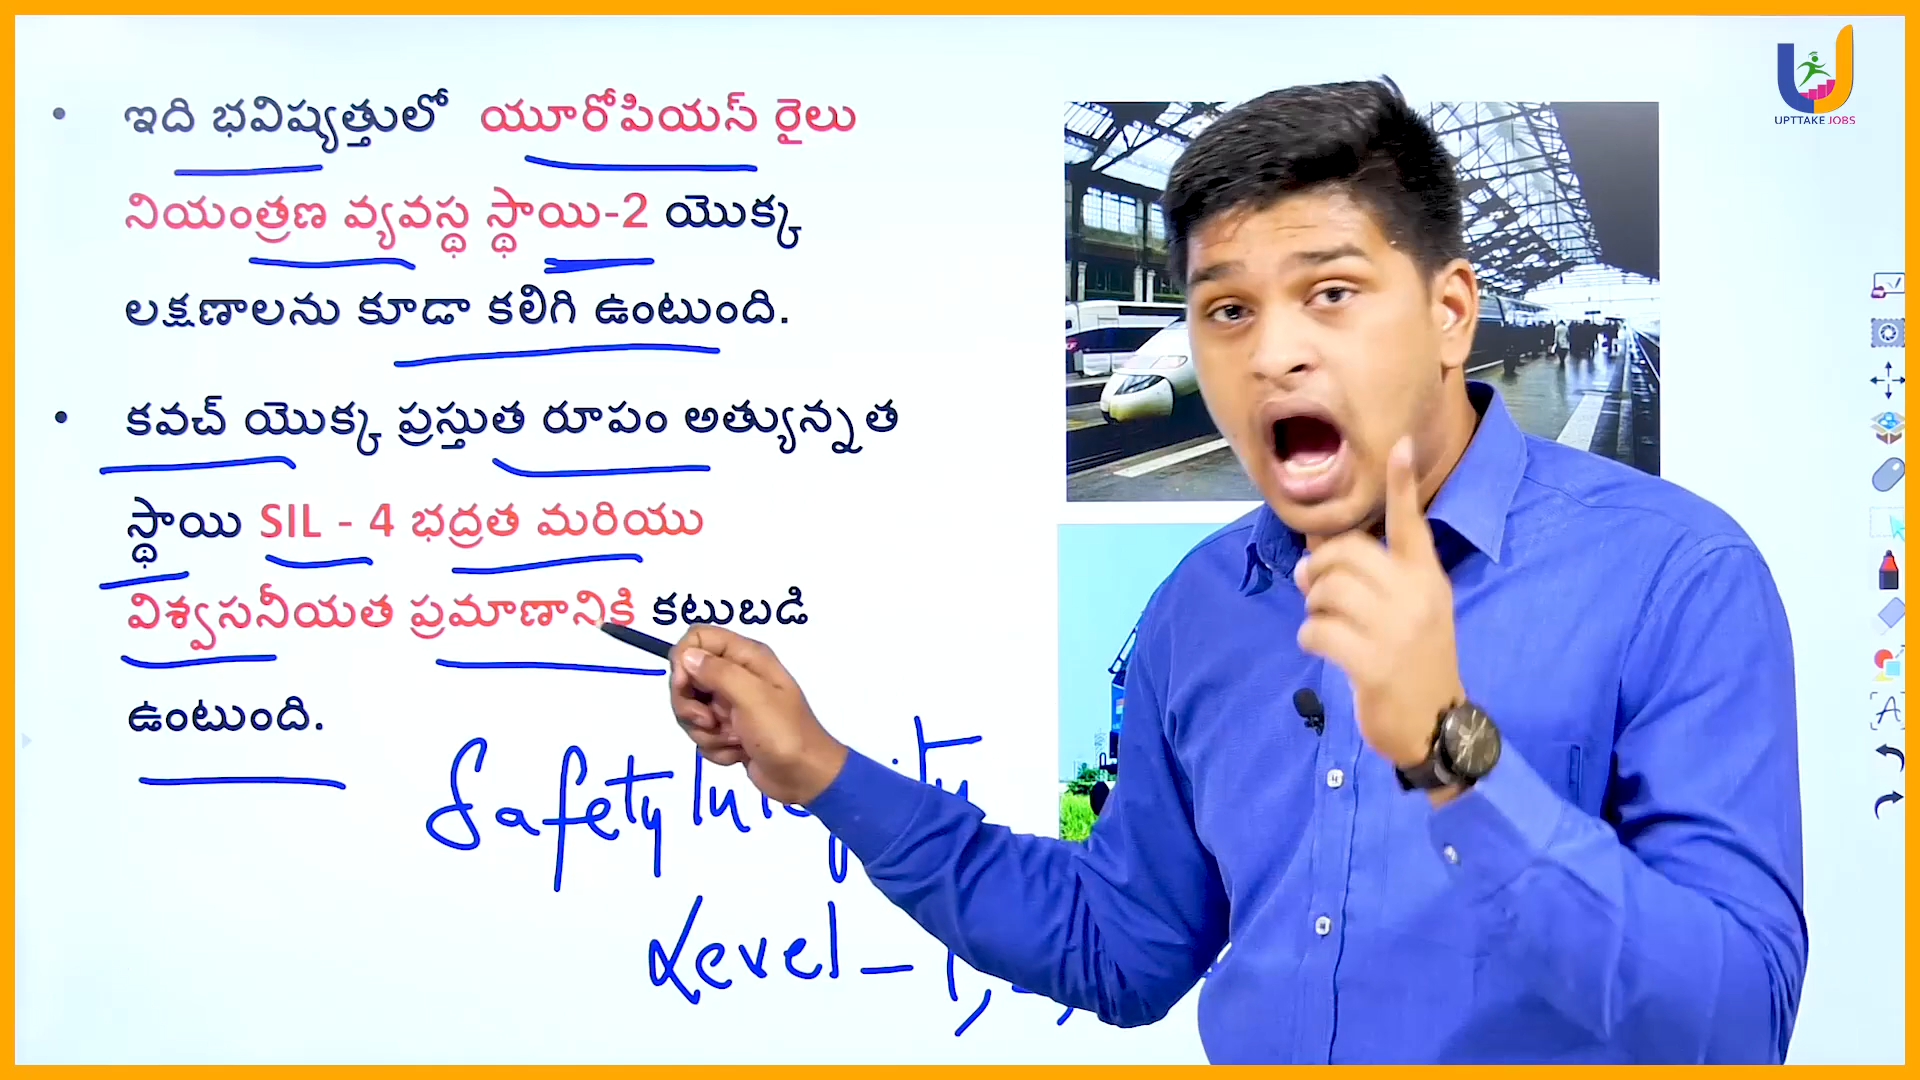 UPTTAKE JOBS
• ఇది భవిష్యత్తులో యూరోపియన్ రైలు
నియంత్రణ వ్యవస్థ స్థాయి-2 యొక్క
లక్షణాలను కూడా కలిగి ఉంటుంది.
• కవచ్ యొక్క ప్రస్తుత రూపం అత్యున్నత
స్థాయి SIL - 4 భద్రత మరియు
విశ్వసనీయత ప్రమాణానికి కటుబడి
ఉంటుంది.
Safety
Level - 1,